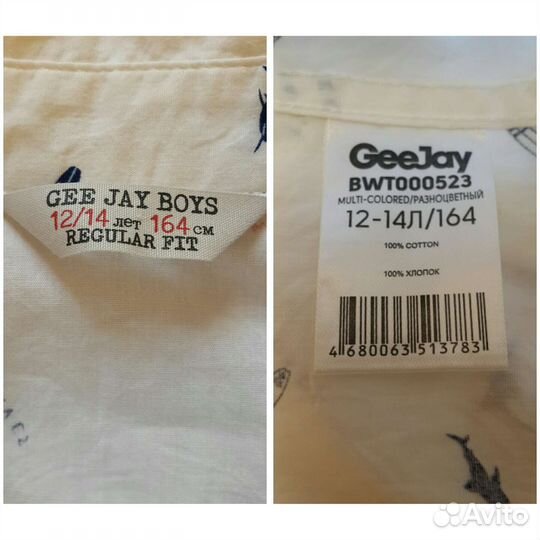 GEE JAY BOYS
12/14 лет 164 см
REGULAR FIT
GeeJay
BWT000523
MULTI-COLORED/РАЗНОЦВЕТНЫЙ
12-14Л/164
100% COTTON
100% ХЛОПОК
4 680063 513783
Avito